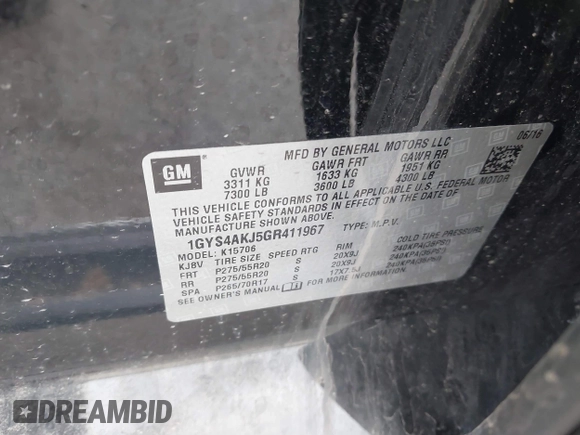 06/16
MFD BY GENERAL MOTORS LLC
GM
GVWR GAWR FRT GAWR RR
3311 KG 1633 KG 1951 KG
7300 LB 3600 LB 4300 LB
THIS VEHICLE CONFORMS TO ALL APPLICABLE U.S. FEDERAL MOTOR
VEHICLE SAFETY STANDARDS IN EFFECT ON THE DATE OF
MANUFACTURE SHOWN ABOVE.
1GYS4AKJ5GR411967 TYPE: M.P.V.
MODEL: K15706
KJ8V TIRE SIZE SPEED RTG RIM COLD TIRE PRESSURE
FRT P275/55R20 S 20X9J 240KPA(35PSI)
RR P275/55R20 S 20X9J 240KPA(35PSI)
P265/70R17 S 17X7.5J 240KPA(35PSI)
SEE OWNER'S MANUAL FOR MORE INFORMATION.
DREAMBID